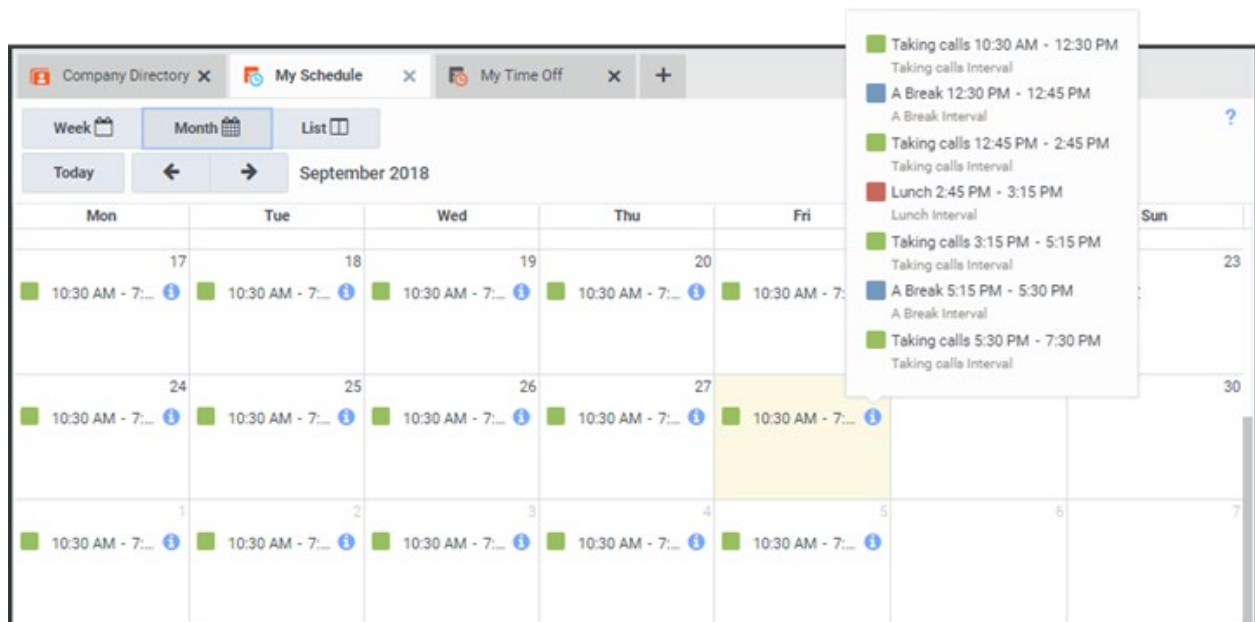 Taking calls 10:30 AM - 12:30 PM
Taking calls Interval
A Break 12:30 PM - 12:45 PM
A Break Interval
Taking calls 12:45 PM - 2:45 PM
Taking calls Interval
Lunch 2:45 PM - 3:15 PM
Lunch Interval
Taking calls 3:15 PM - 5:15 PM
Taking calls Interval
A Break 5:15 PM - 5:30 PM
A Break Interval
Taking calls 5:30 PM - 7:30 PM
Taking calls Interval
Company Directory My Schedule My Time Off
Week Month List ?
Today September 2018
Mon Tue Wed Thu Fri Sun
17 18 19 20 23
10:30 AM - 7:... 10:30 AM - 7:... 10:30 AM - 7:... 10:30 AM - 7:... 10:30 AM - 7:
24 25 26 27 30
10:30 AM - 7:... 10:30 AM - 7:... 10:30 AM - 7:... 10:30 AM - 7:... 10:30 AM - 7:...
1 2 3 4 5 6 7
10:30 AM - 7:... 10:30 AM - 7:... 10:30 AM - 7:... 10:30 AM - 7:... 10:30 AM - 7:...